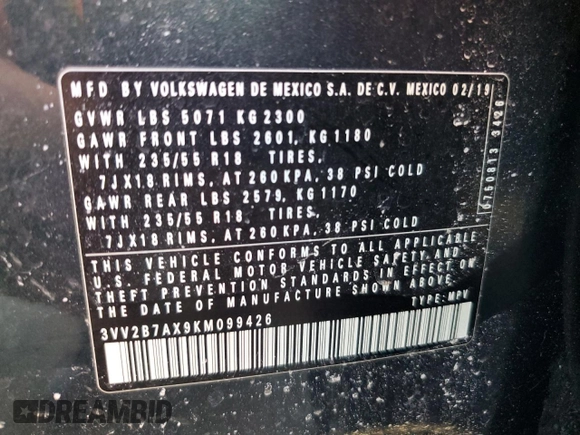 MFD BY VOLKSWAGEN DE MEXICO S.A. DE C.V. MEXICO 02/19
GVWR LBS 5071 KG 2300
GAWR FRONT LBS 2601, KG 1180
WITH 235/55 R18 TIRES,
7JX18 RIMS, AT 260 KPA, 38 PSI COLD
GAWR REAR LBS 2579, KG 1170
WITH 235/55 R18, TIRES,
7JX18 RIMS, AT 260 KPA, 38 PSI COLD
THIS VEHICLE CONFORMS TO ALL APPLICABLE
U.S. FEDERAL MOTOR VEHICLE SAFETY, AND
THEFT PREVENTION STANDARDS IN EFFECT ON
THE DATE OF MANUFACTURE SHOWN ABOVE.
TYPE: MPV
3VV2B7AX9KM099426
6750813 3426
DREAMBID